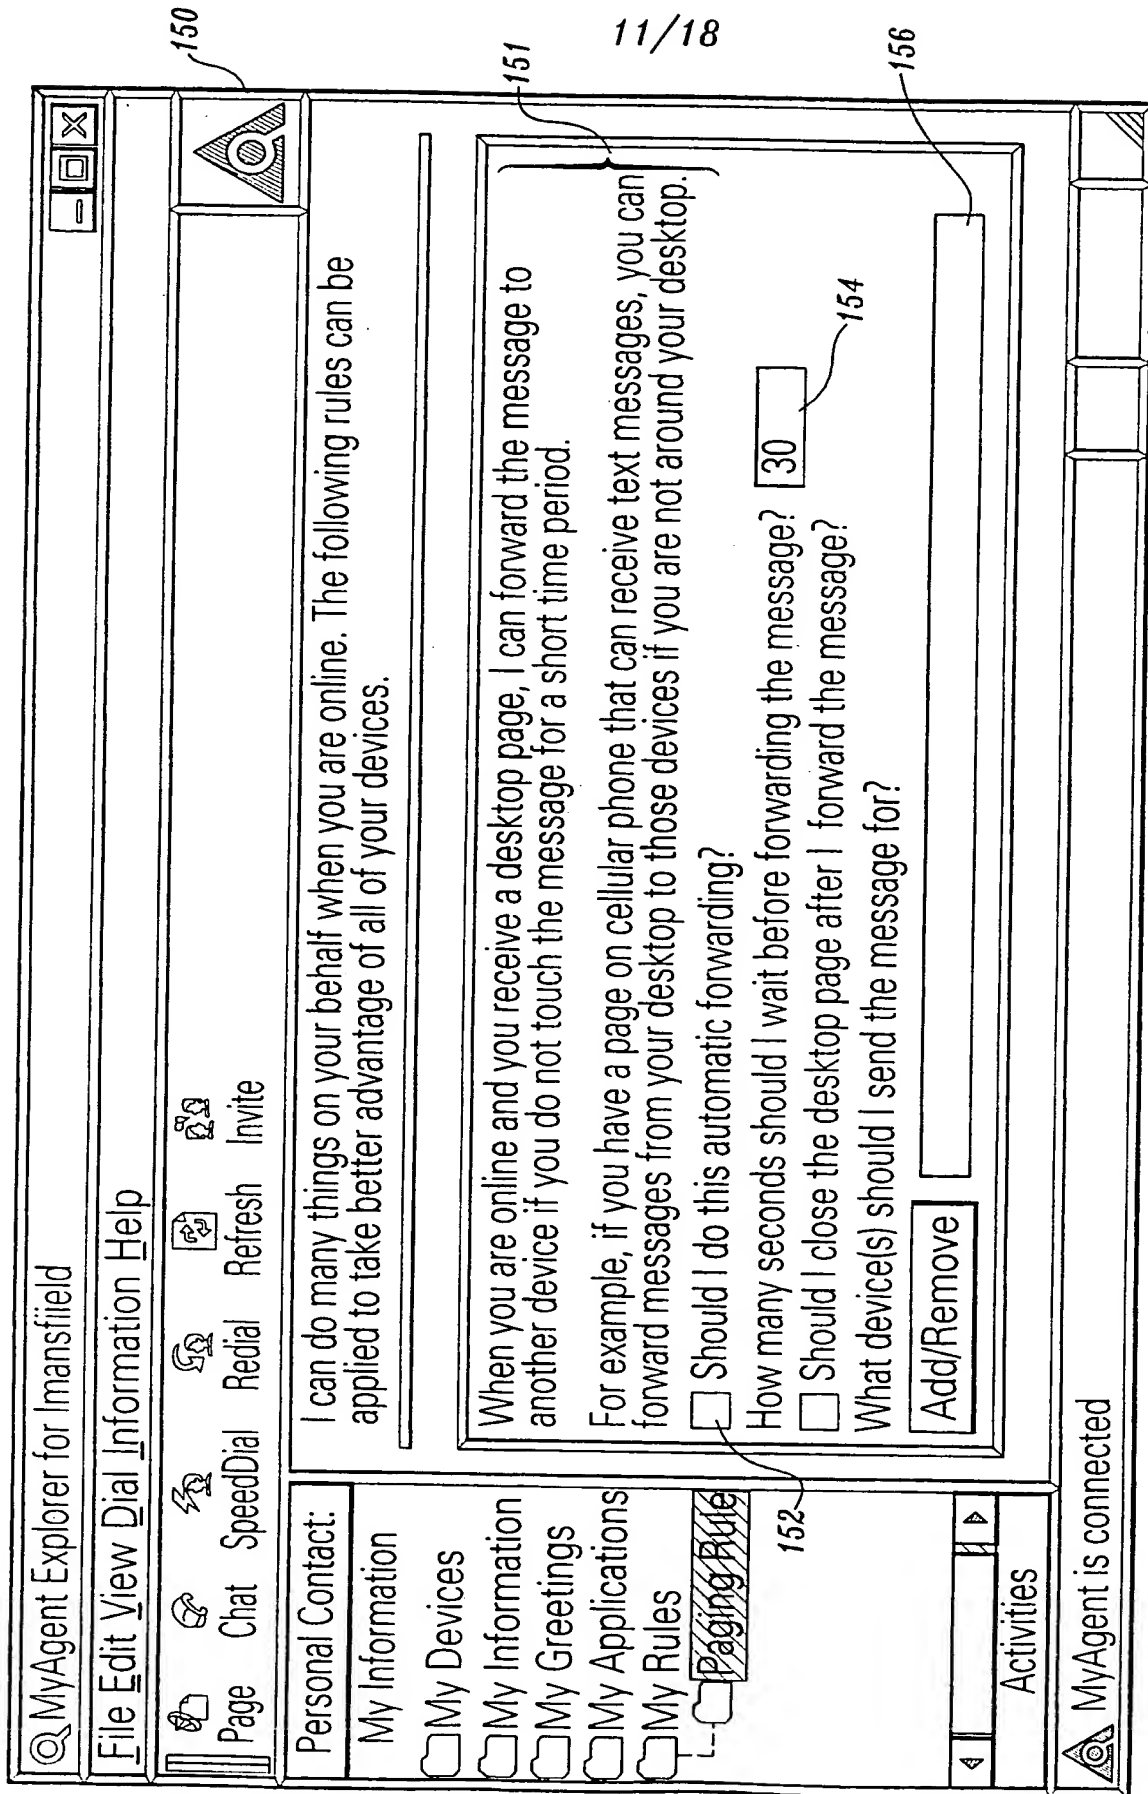 11/18
150
MyAgent Explorer for Imansfiield
File Edit View Dial Information Help
Page Chat SpeedDial Redial Refresh Invite
Personal Contact:
My Information
My Devices
My Information
My Greetings
My Applications
My Rules
Paging Rule
I can do many things on your behalf when you are online. The following rules can be
applied to take better advantage of all of your devices.
151
When you are online and you receive a desktop page, I can forward the message to
another device if you do not touch the message for a short time period.
For example, if you have a page on cellular phone that can receive text messages, you can
forward messages from your desktop to those devices if you are not around your desktop.
Should I do this automatic forwarding?
152
How many seconds should I wait before forwarding the message? 30
154
Should I close the desktop page after I forward the message?
What device(s) should I send the message for?
Add/Remove
156
Activities
MyAgent is connected